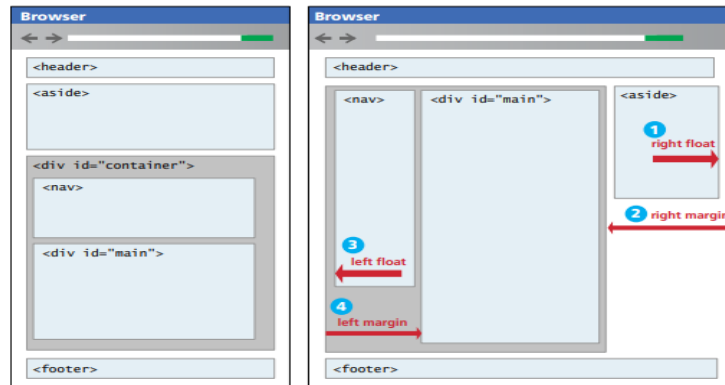 Browser
<header>
<aside>
<div id="container">
<nav>
<div id="main">
<footer>
Browser
<header>
<nav>
<div id="main">
<aside>
1
right float
2 right margin
3
left float
4
left margin
<footer>